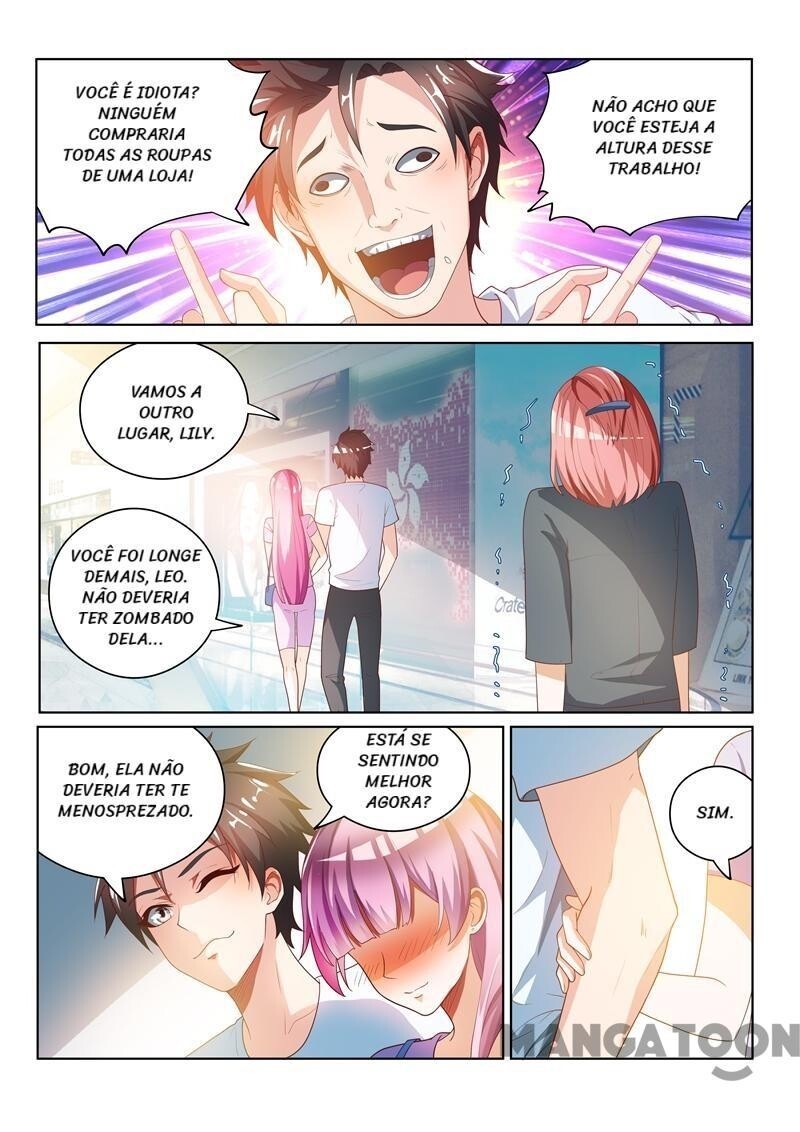 VOCÊ É IDIOTA?
NINGUÉM
COMPRARIA
TODAS AS ROUPAS
DE UMA LOJA!
NÃO ACHO QUE
VOCÊ ESTEJA A
ALTURA DESSE
TRABALHO!
VAMOS A
OUTRO
LUGAR, LILY.
VOCÊ FOI LONGE
DEMAIS, LEO.
NÃO DEVERIA
TER ZOMBADO
DELA...
Crate
BOM, ELA NÃO
DEVERIA TER TE
MENOSPREZADO.
ESTÁ SE
SENTINDO
MELHOR
AGORA?
SIM.
MANGATOON